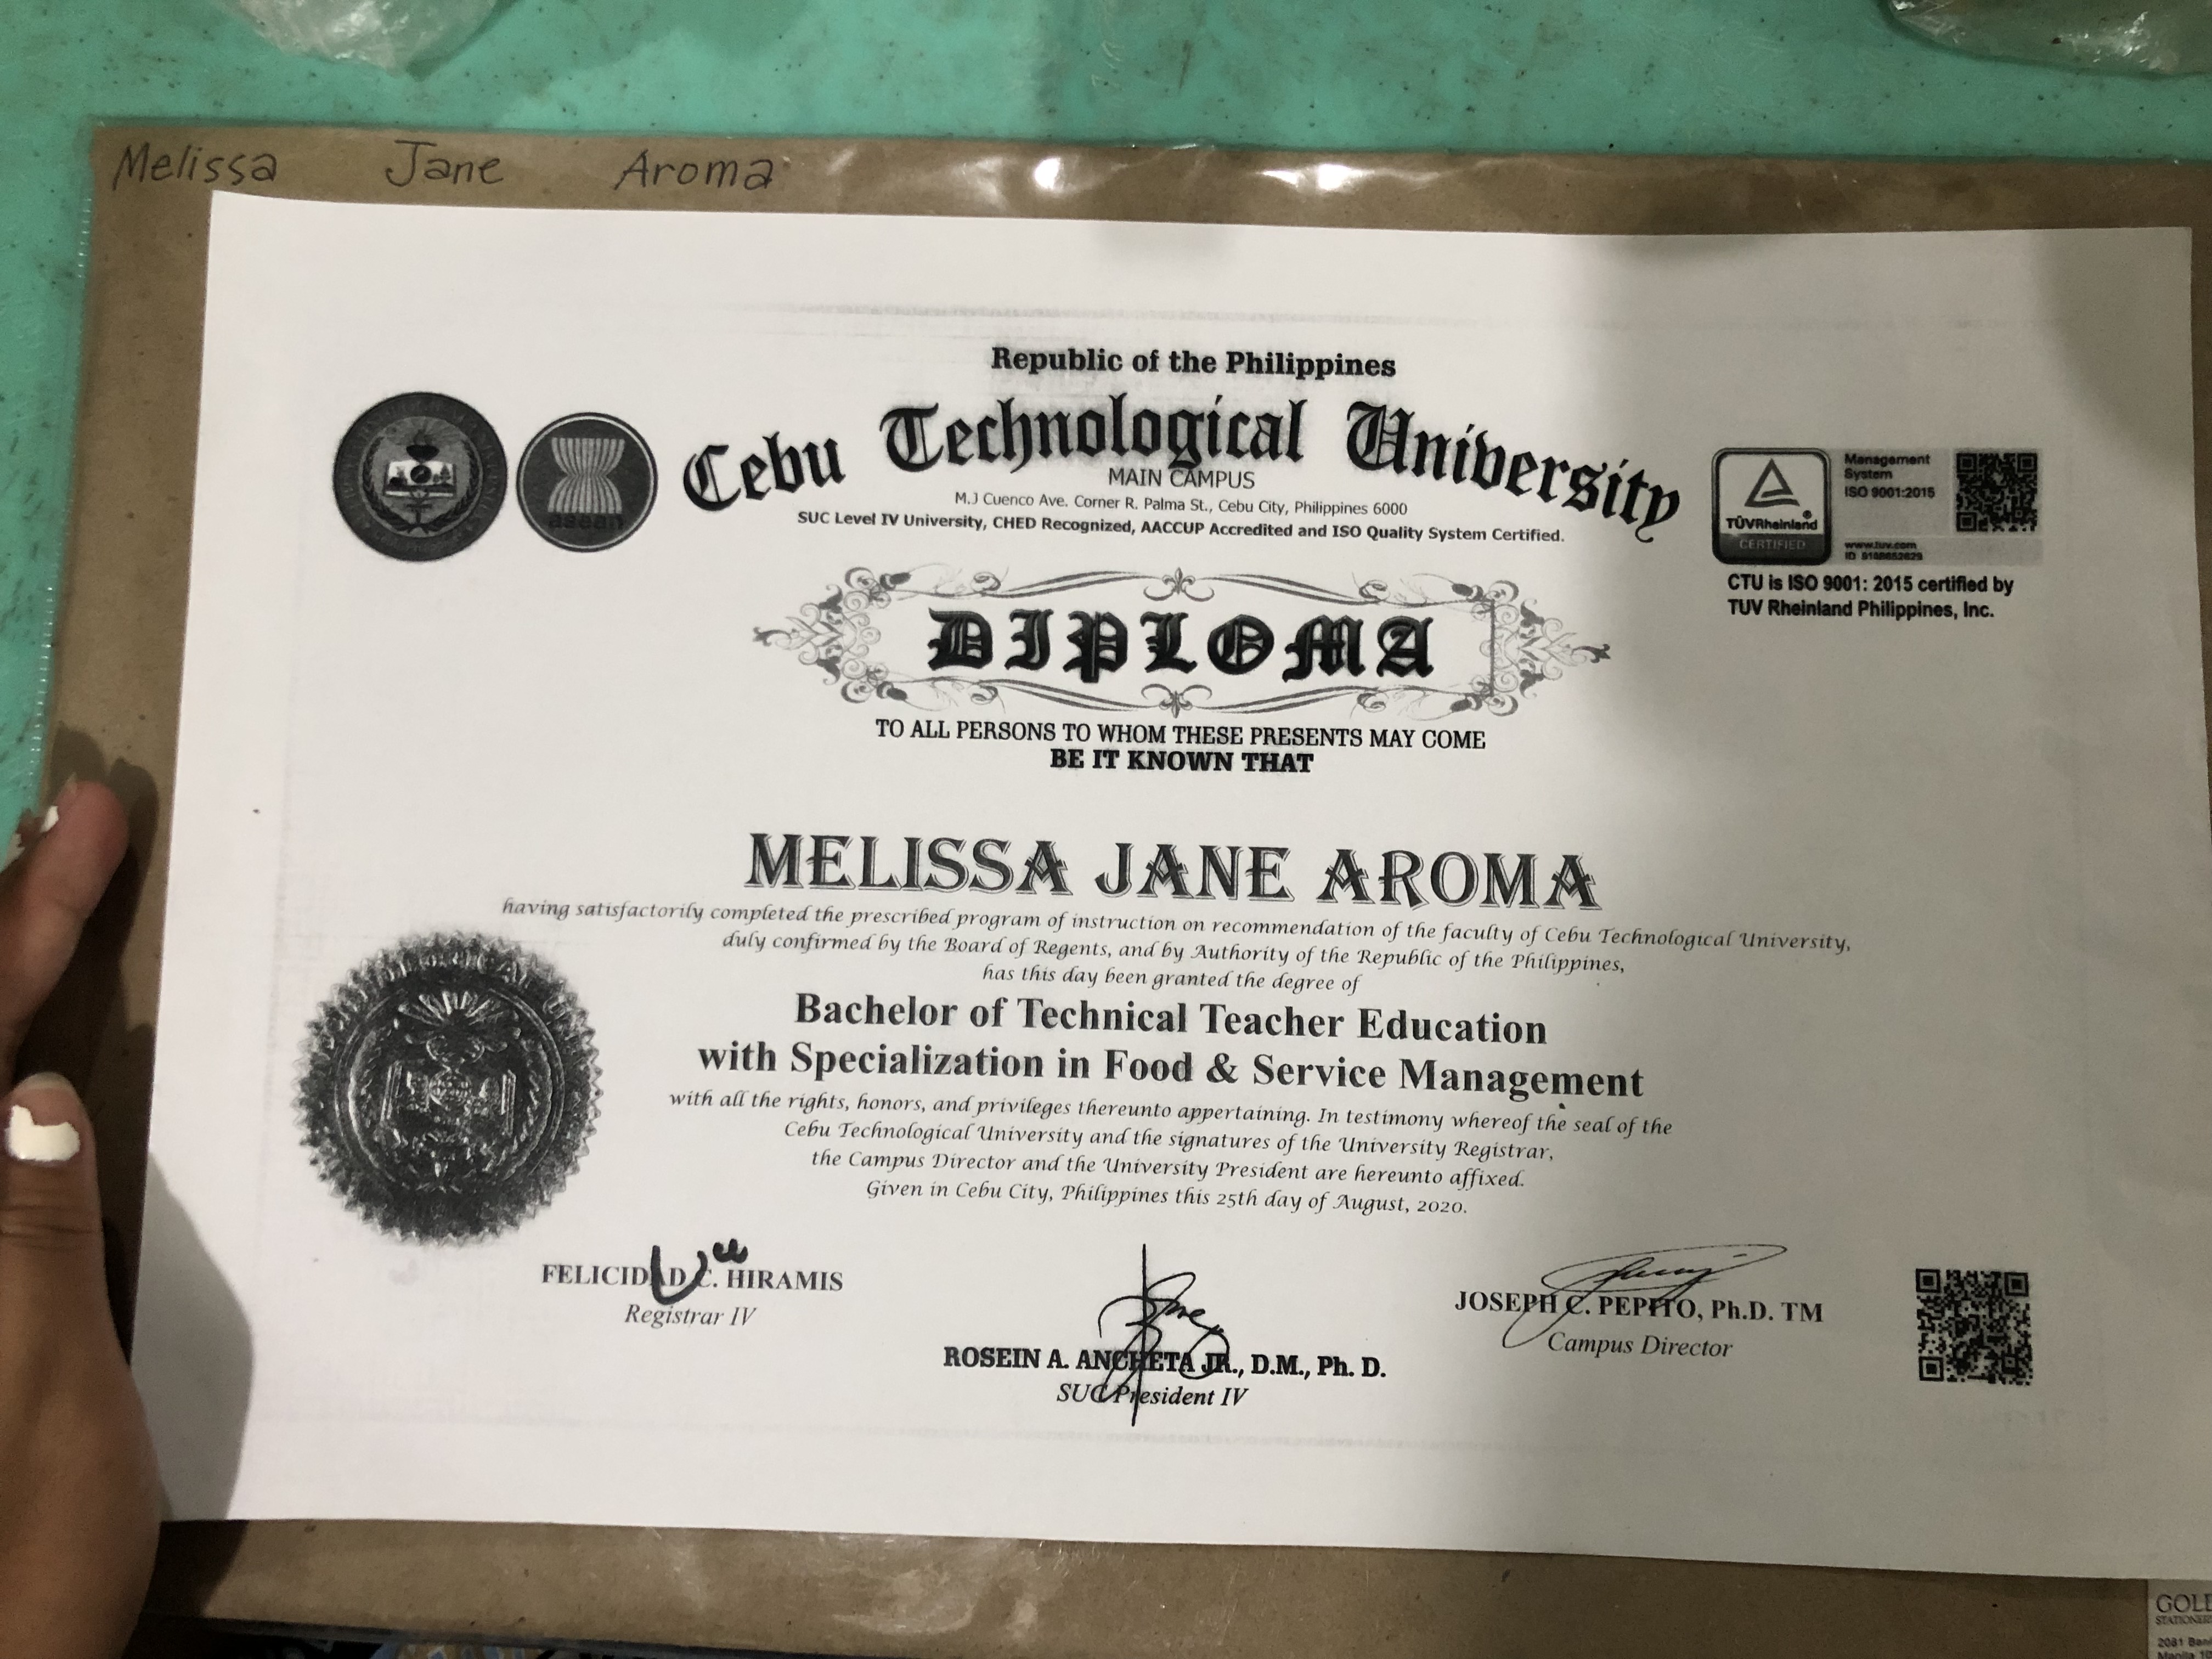 Melissa Jane Aroma
Republic of the Philippines
Cebu Technological University
MAIN CAMPUS
M.J Cuenco Ave. Corner R. Palma St., Cebu City, Philippines 6000
SUC Level IV University, CHED Recognized, AACCUP Accredited and ISO Quality System Certified.
asean
TÜVRheinland
CERTIFIED
Management
System
ISO 9001:2015
www.tuv.com
CTU is ISO 9001: 2015 certified by
TUV Rheinland Philippines, Inc.
DIPLOMA
TO ALL PERSONS TO WHOM THESE PRESENTS MAY COME
BE IT KNOWN THAT
MELISSA JANE AROMA
having satisfactorily completed the prescribed program of instruction on recommendation of the faculty of Cebu Technological University,
duly confirmed by the Board of Regents, and by Authority of the Republic of the Philippines,
has this day been granted the degree of
Bachelor of Technical Teacher Education
with Specialization in Food & Service Management
with all the rights, honors, and privileges thereunto appertaining. In testimony whereof the seal of the
Cebu Technological University and the signatures of the University Registrar,
the Campus Director and the University President are hereunto affixed.
Given in Cebu City, Philippines this 25th day of August, 2020.
FELICIDAD C. HIRAMIS
Registrar IV
ROSEIN A. ANCHETA JR., D.M., Ph. D.
SUC President IV
JOSEPH C. PEPITO, Ph.D. TM
Campus Director
GOLD
2081